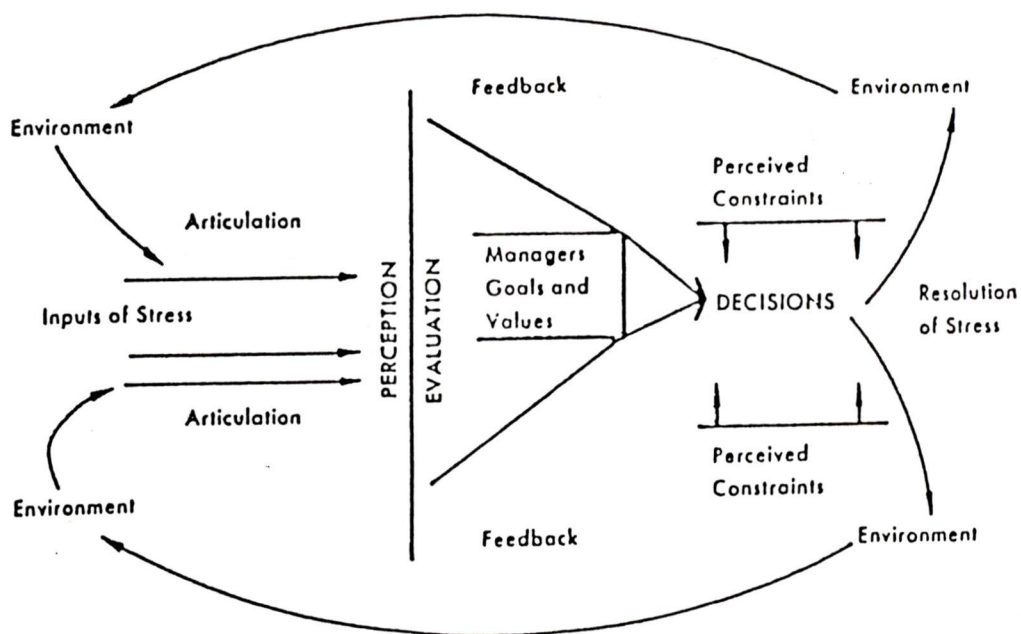 Feedback
Environment
Environment
Perceived
Constraints
Articulation
PERCEPTION
EVALUATION
Managers
Goals and
Values
DECISIONS
Resolution
of Stress
Inputs of Stress
Articulation
Perceived
Constraints
Environment
Feedback
Environment